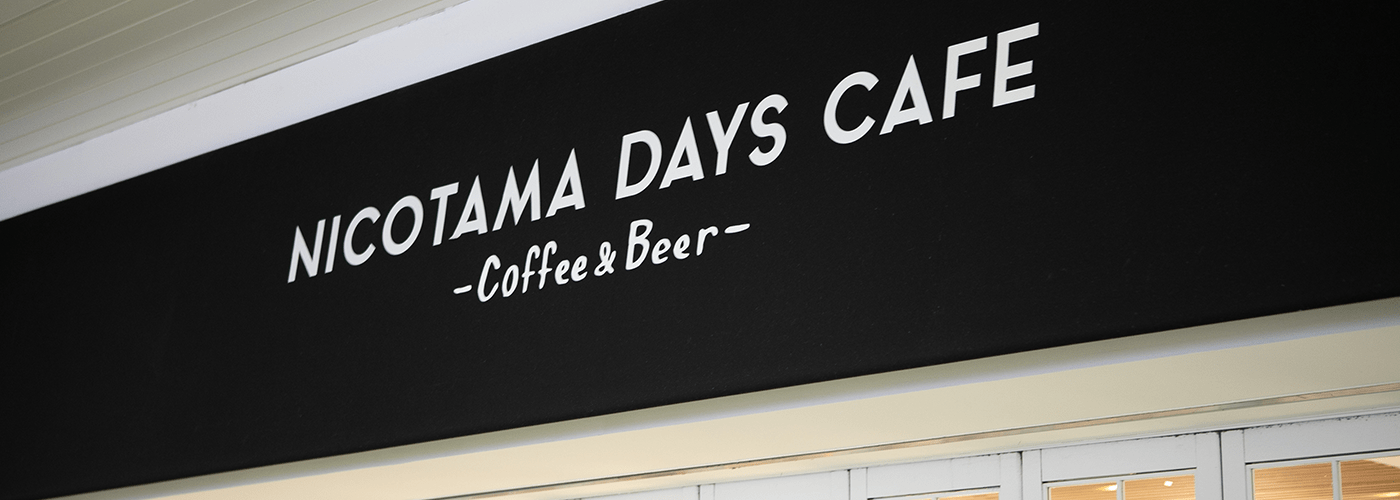 NICOTAMA DAYS CAFE
-Coffee & Beer-